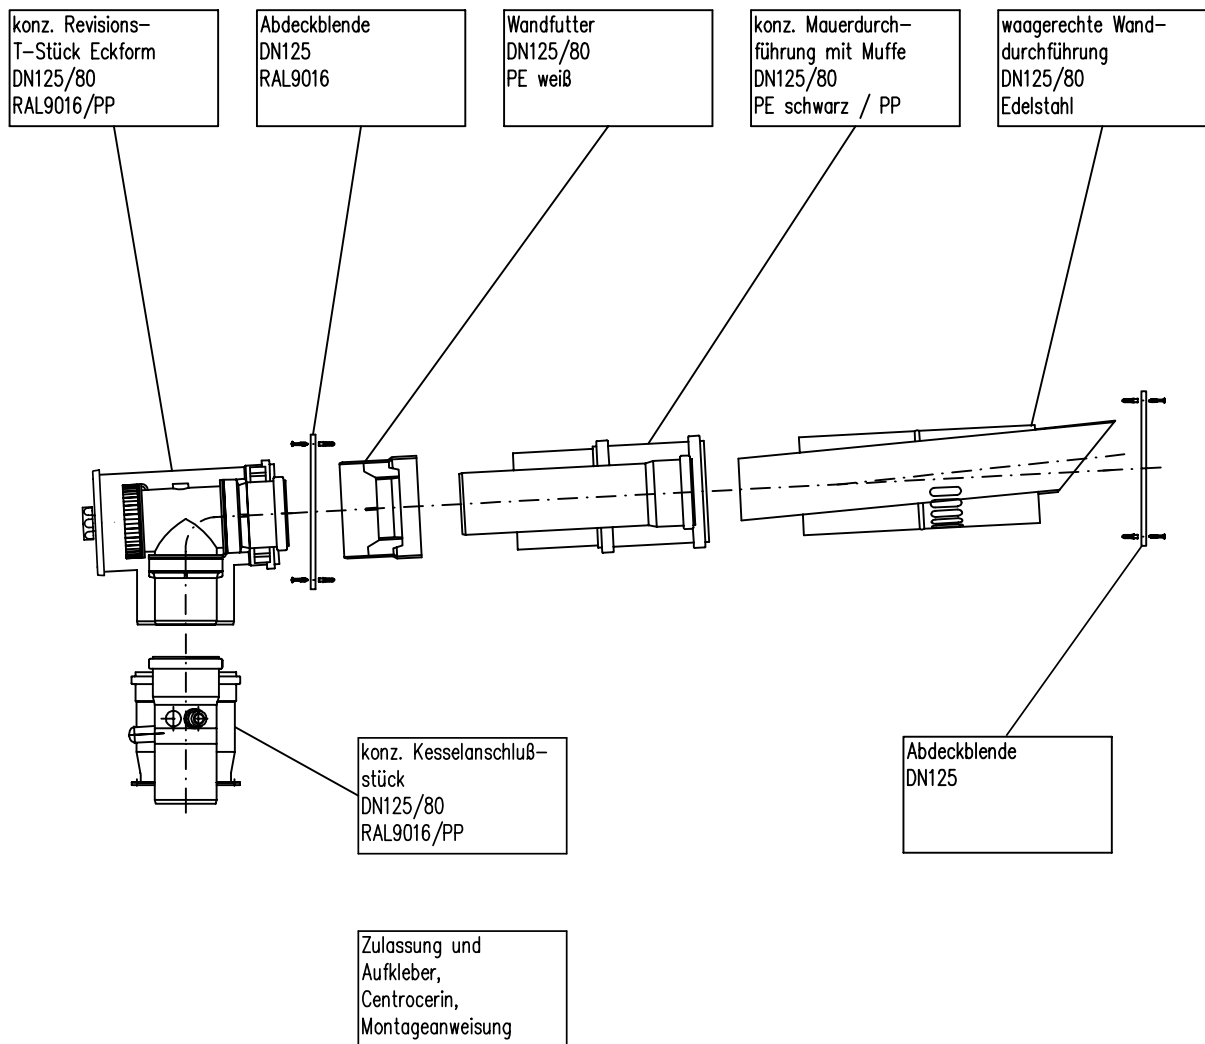 konz. Revisions-
T-Stück Eckform
DN125/80
RAL9016/PP
Abdeckblende
DN125
RAL9016
Wandfutter
DN125/80
PE weiß
konz. Mauerdurch-
führung mit Muffe
DN125/80
PE schwarz / PP
waagerechte Wand-
durchführung
DN125/80
Edelstahl
konz. Kesselanschluß-
stück
DN125/80
RAL9016/PP
Abdeckblende
DN125
Zulassung und
Aufkleber,
Centrocerin,
Montageanweisung